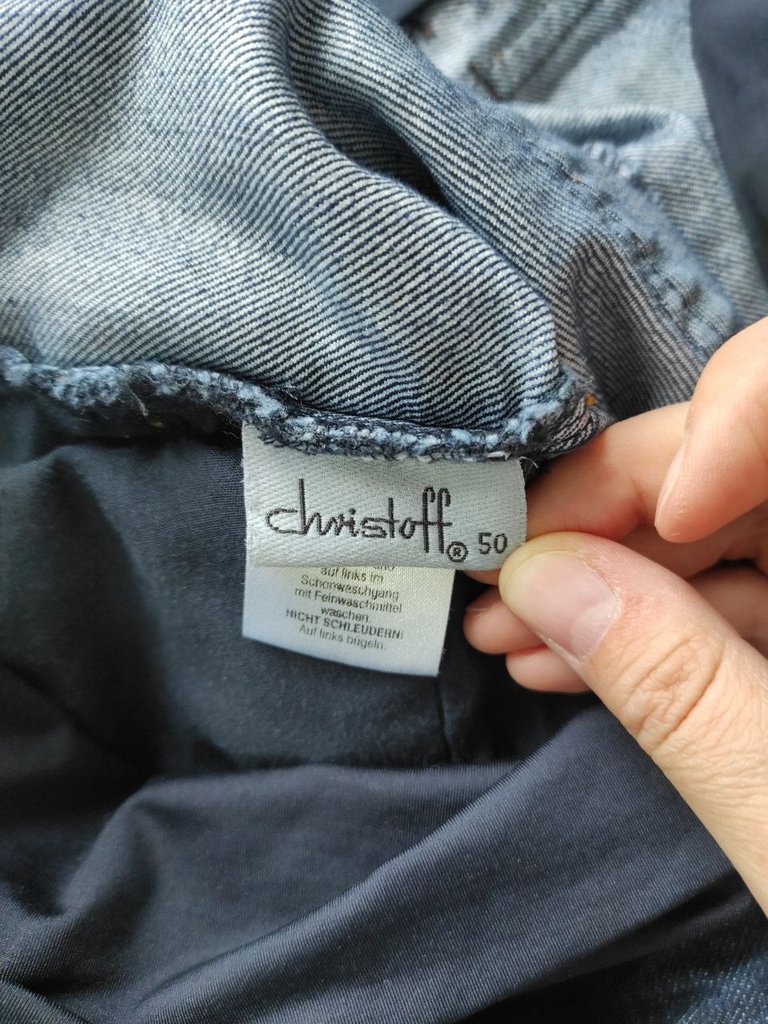 christoff® 50
auf links im
Schonwaschgang
mit Feinwaschmittel
waschen.
NICHT SCHLEUDERN!
Auf links bügeln.